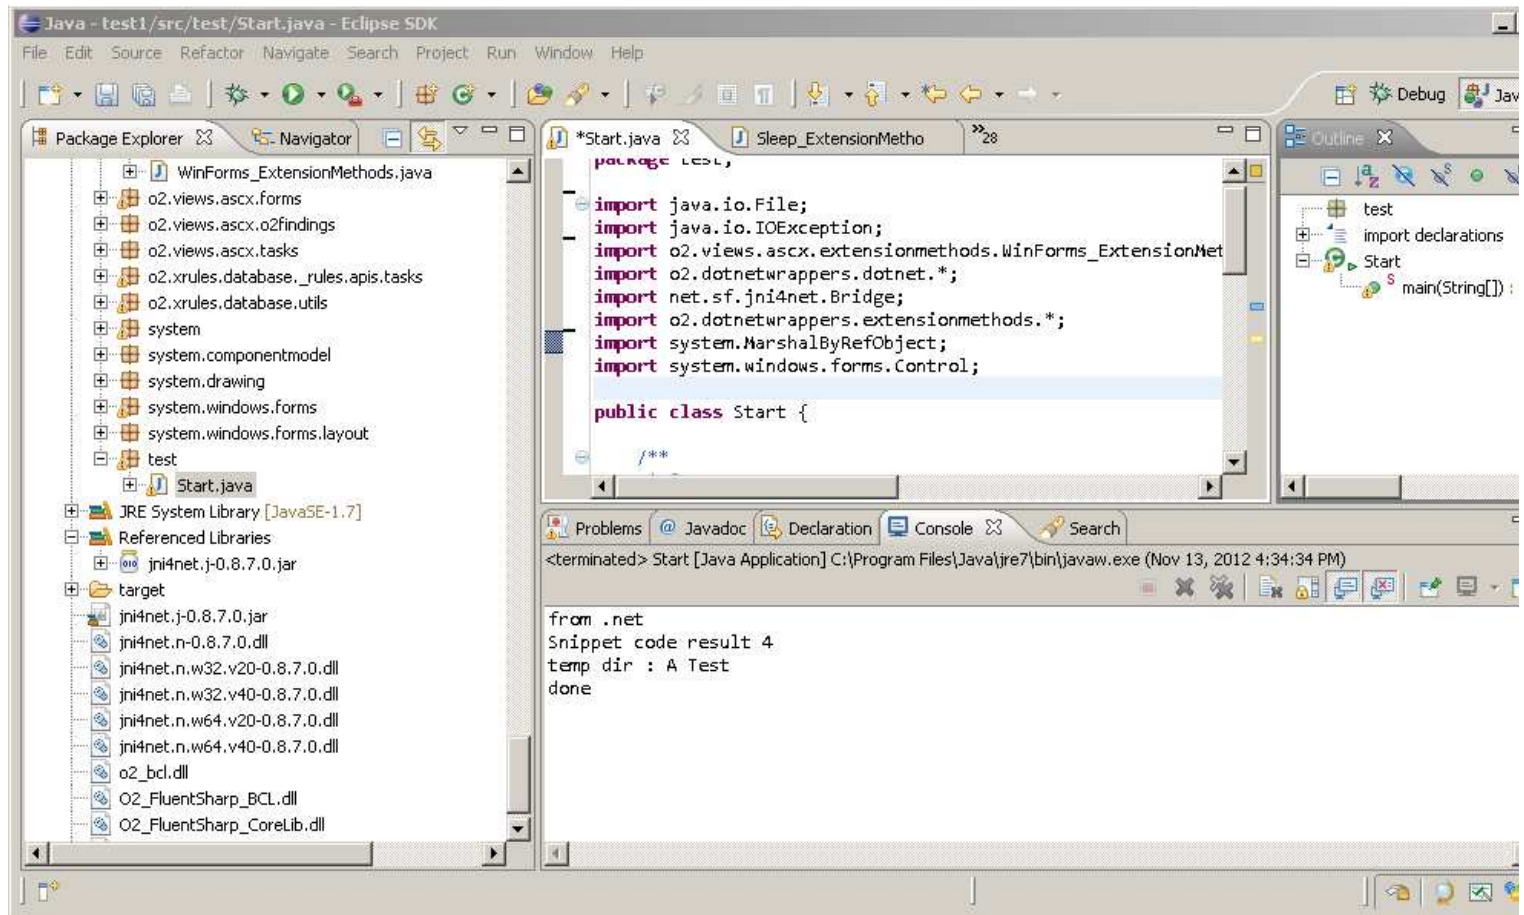 Java - test1/src/test/Start.java - Eclipse SDK
File Edit Source Refactor Navigate Search Project Run Window Help
Debug Jav
Package Explorer Navigator
WinForms_ExtensionMethods.java
o2.views.ascx.forms
o2.views.ascx.o2findings
o2.views.ascx.tasks
o2.xrules.database._rules.apis.tasks
o2.xrules.database.utils
system
system.componentmodel
system.drawing
system.windows.forms
system.windows.forms.layout
test
Start.java
JRE System Library [JavaSE-1.7]
Referenced Libraries
jni4net.j-0.8.7.0.jar
target
jni4net.j-0.8.7.0.jar
jni4net.n-0.8.7.0.dll
jni4net.n.w32.v20-0.8.7.0.dll
jni4net.n.w32.v40-0.8.7.0.dll
jni4net.n.w64.v20-0.8.7.0.dll
jni4net.n.w64.v40-0.8.7.0.dll
o2_bcl.dll
O2_FluentSharp_BCL.dll
O2_FluentSharp_CoreLib.dll
*Start.java Sleep_ExtensionMetho »28
package test;
import java.io.File;
import java.io.IOException;
import o2.views.ascx.extensionmethods.WinForms_ExtensionMet
import o2.dotnetwrappers.dotnet.*;
import net.sf.jni4net.Bridge;
import o2.dotnetwrappers.extensionmethods.*;
import system.MarshalByRefObject;
import system.windows.forms.Control;
public class Start {
/**
Outline
test
import declarations
Start
main(String[]) :
Problems Javadoc Declaration Console Search
<terminated> Start [Java Application] C:\Program Files\Java\jre7\bin\javaw.exe (Nov 13, 2012 4:34:34 PM)
from .net
Snippet code result 4
temp dir : A Test
done